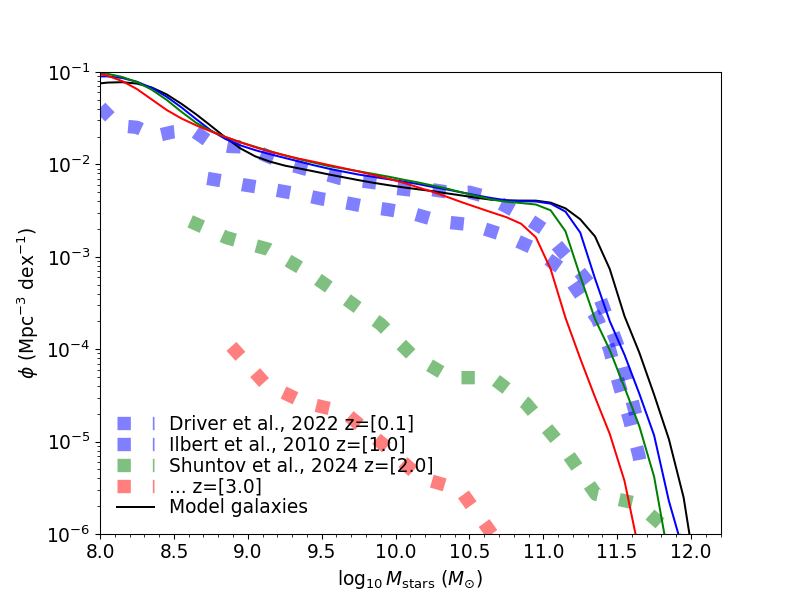 10⁻¹
10⁻²
10⁻³
10⁻⁴
10⁻⁵
10⁻⁶
ϕ (Mpc⁻³ dex⁻¹)
Driver et al., 2022 z=[0.1]
Ilbert et al., 2010 z=[1.0]
Shuntov et al., 2024 z=[2.0]
... z=[3.0]
Model galaxies
8.0 8.5 9.0 9.5 10.0 10.5 11.0 11.5 12.0
log₁₀ M_stars (M_⊙)